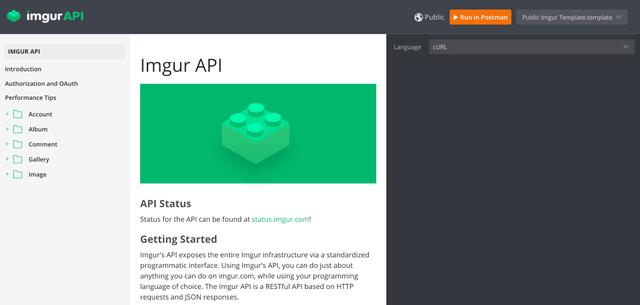 imgurAPI
Public
Run in Postman
Public Imgur Template.template
IMGUR API
Introduction
Authorization and OAuth
Performance Tips
Account
Album
Comment
Gallery
Image
Imgur API
API Status
Status for the API can be found at status.imgur.com!
Getting Started
Imgur's API exposes the entire Imgur infrastructure via a standardized
programmatic interface. Using Imgur's API, you can do just about
anything you can do on imgur.com, while using your programming
language of choice. The Imgur API is a RESTful API based on HTTP
requests and JSON responses.
Language
cURL